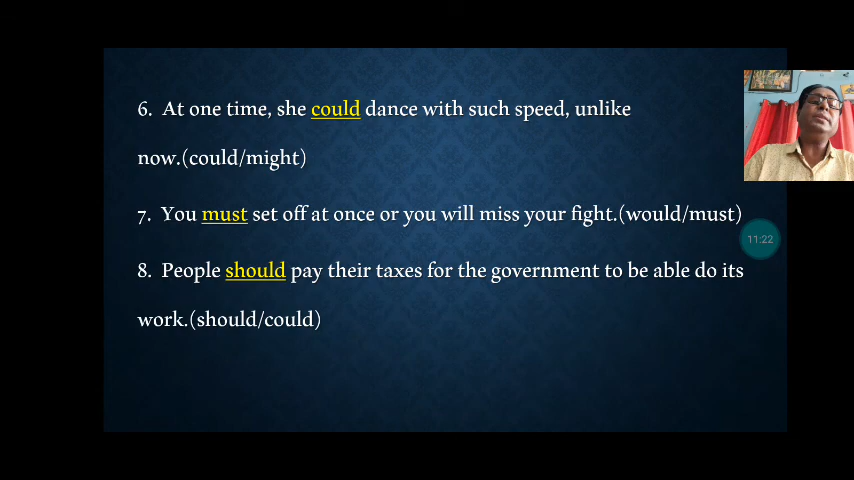 6. At one time, she could dance with such speed, unlike
now.(could/might)
7. You must set off at once or you will miss your fight.(would/must)
11:22
8. People should pay their taxes for the government to be able do its
work.(should/could)